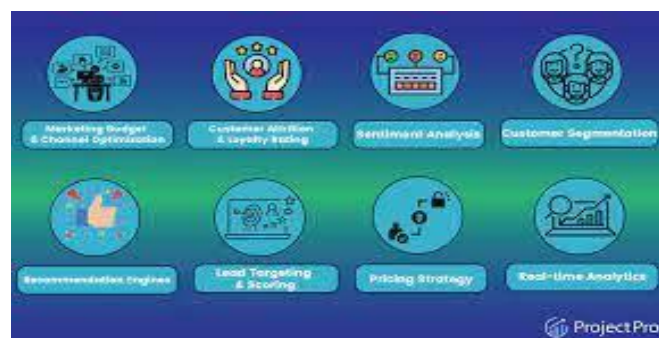 Marketing Budget
& Channel Optimization
Customer Attrition
& Loyalty Rating
Sentiment Analysis
Customer Segmentation
Recommendation Engines
Lead Targeting
& Scoring
Pricing Strategy
Real-time Analytics
ProjectPro